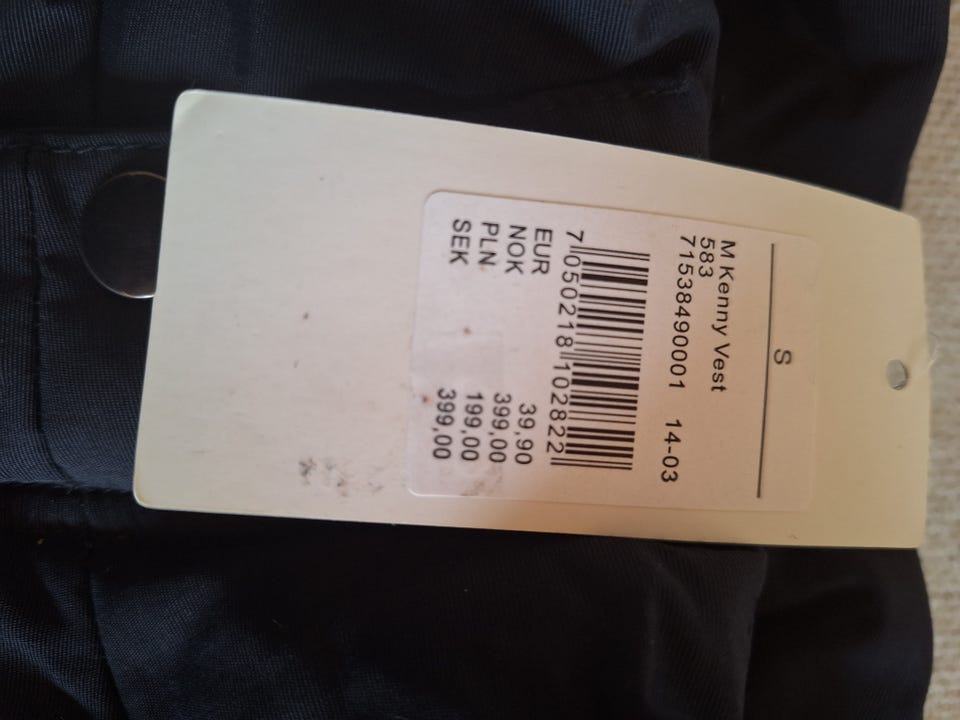 S
M Kenny Vest
583
71538490001 14-03
7 050218 102822
EUR 39,90
NOK 399,00
PLN 199,00
SEK 399,00